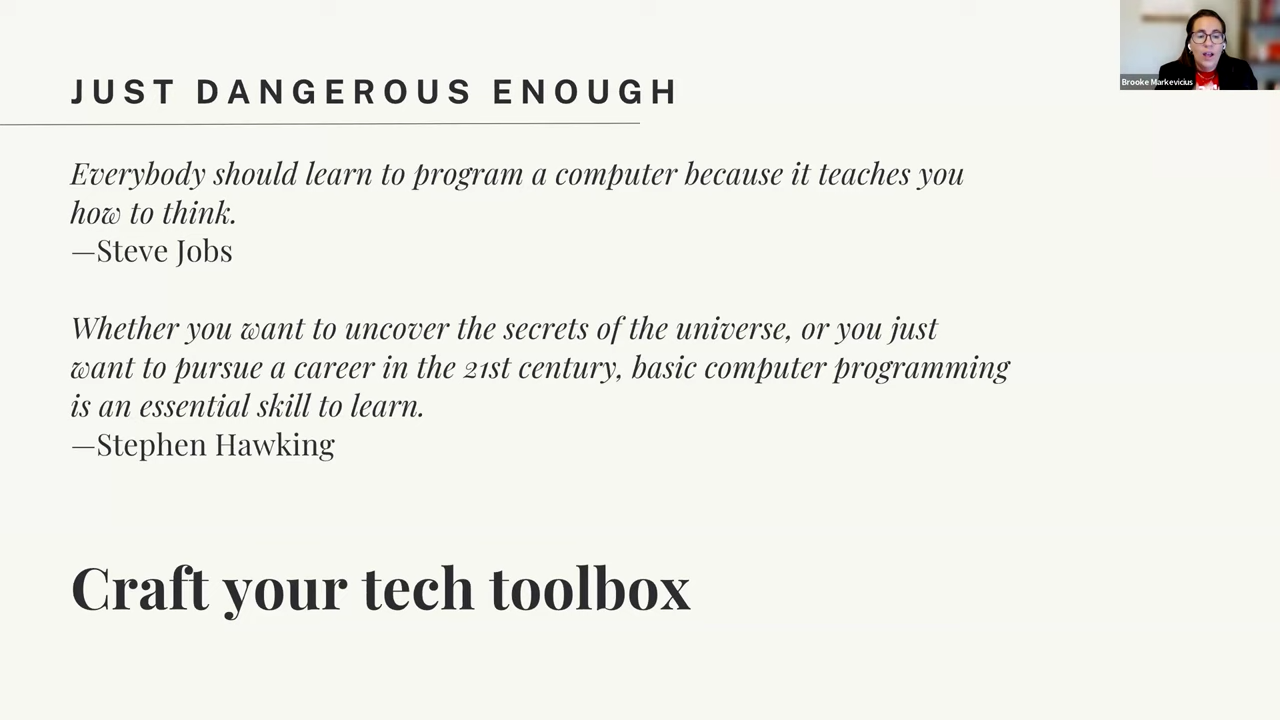 JUST DANGEROUS ENOUGH
Everybody should learn to program a computer because it teaches you
how to think.
—Steve Jobs
Whether you want to uncover the secrets of the universe, or you just
want to pursue a career in the 21st century, basic computer programming
is an essential skill to learn.
—Stephen Hawking
Craft your tech toolbox
Brooke Markevicius